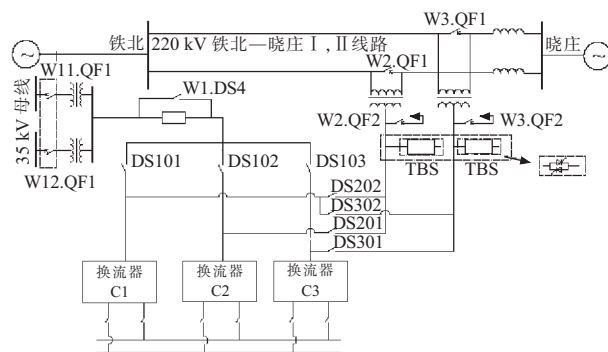 W3.QF1
铁北
220 kV 铁北—晓庄Ⅰ,Ⅱ线路
晓庄
W2.QF1
W11.QF1
35 kV 母线
W1.DS4
W2.QF2
W3.QF2
W12.QF1
DS101
DS102
DS103
TBS
TBS
DS202
DS302
DS201
DS301
换流器
C1
换流器
C2
换流器
C3